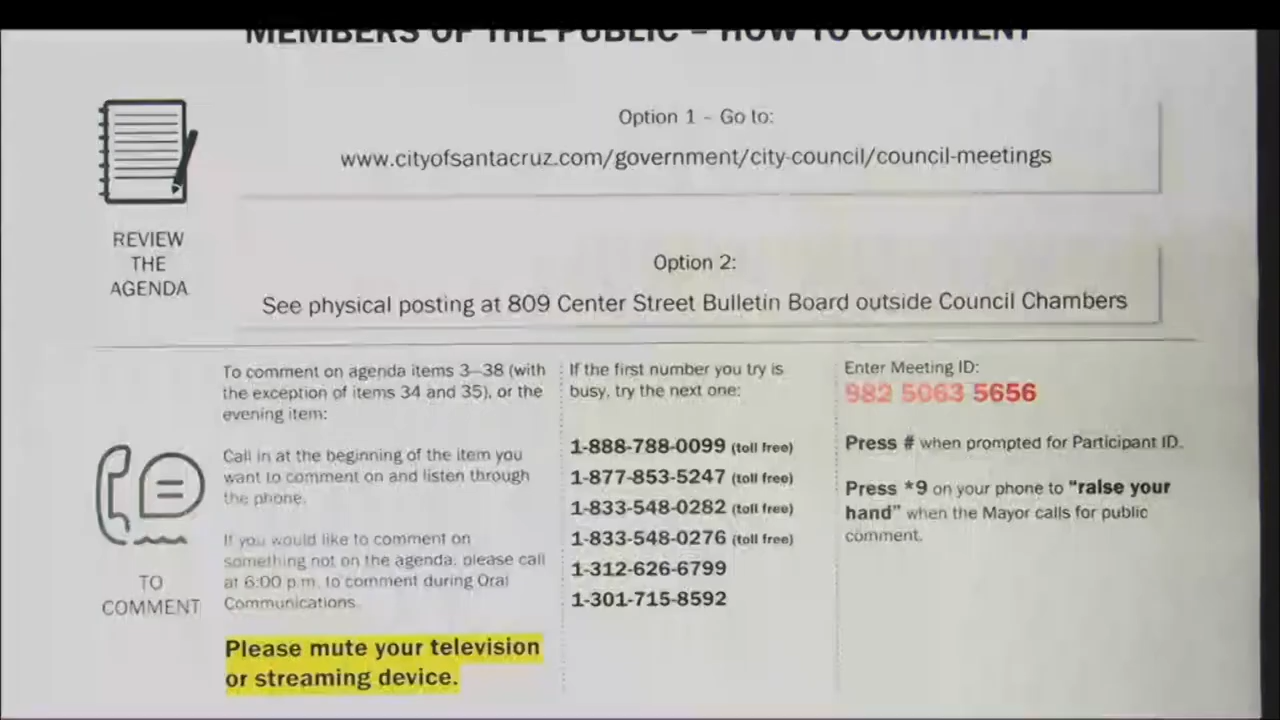 MEMBERS OF THE PUBLIC – HOW TO COMMENT
Option 1 - Go to:
www.cityofsantacruz.com/government/city-council/council-meetings
REVIEW
THE
AGENDA
Option 2:
See physical posting at 809 Center Street Bulletin Board outside Council Chambers
To comment on agenda items 3–38 (with
the exception of items 34 and 35), or the
evening item:
Call in at the beginning of the item you
want to comment on and listen through
the phone.
If you would like to comment on
something not on the agenda, please call
at 6:00 p.m. to comment during Oral
Communications.
Please mute your television
or streaming device.
TO
COMMENT
If the first number you try is
busy, try the next one:
1-888-788-0099 (toll free)
1-877-853-5247 (toll free)
1-833-548-0282 (toll free)
1-833-548-0276 (toll free)
1-312-626-6799
1-301-715-8592
Enter Meeting ID:
982 5063 5656
Press # when prompted for Participant ID.
Press *9 on your phone to “raise your
hand” when the Mayor calls for public
comment.